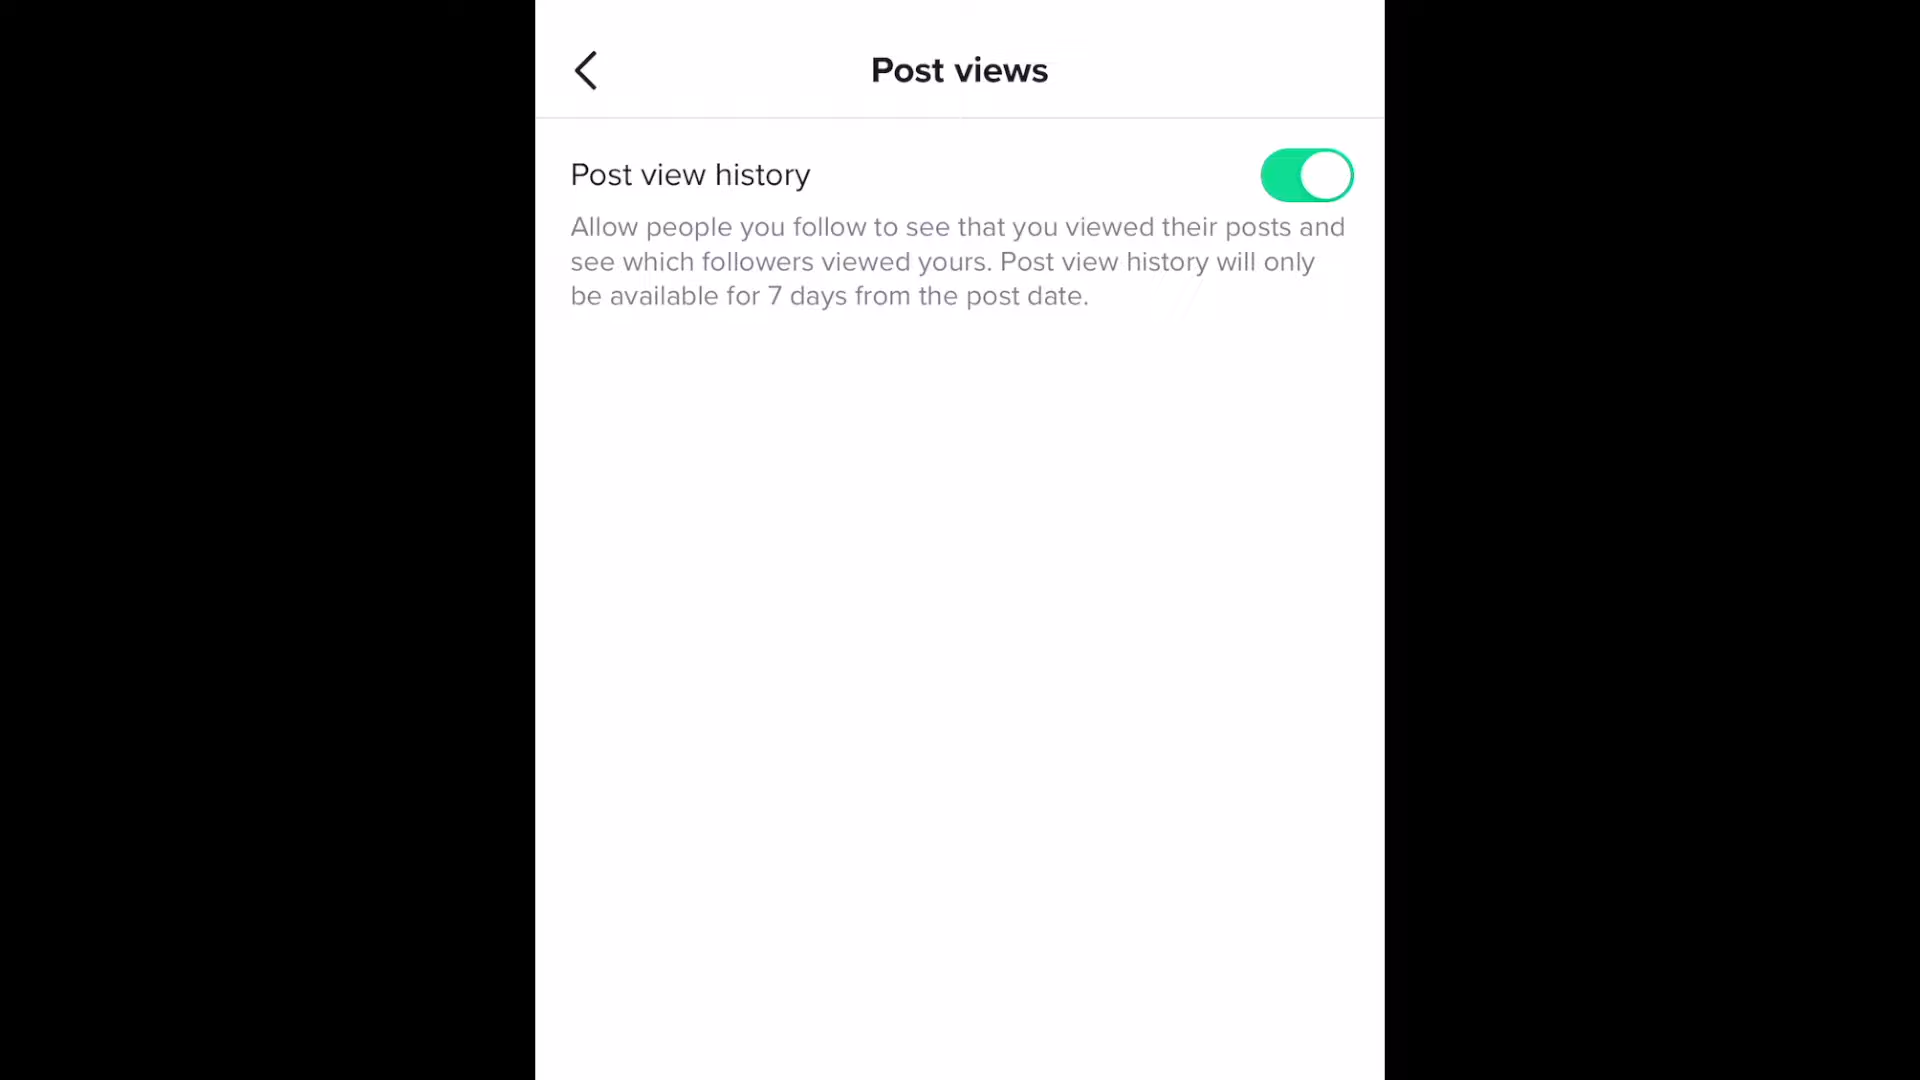 Post views
Post view history
Allow people you follow to see that you viewed their posts and
see which followers viewed yours. Post view history will only
be available for 7 days from the post date.